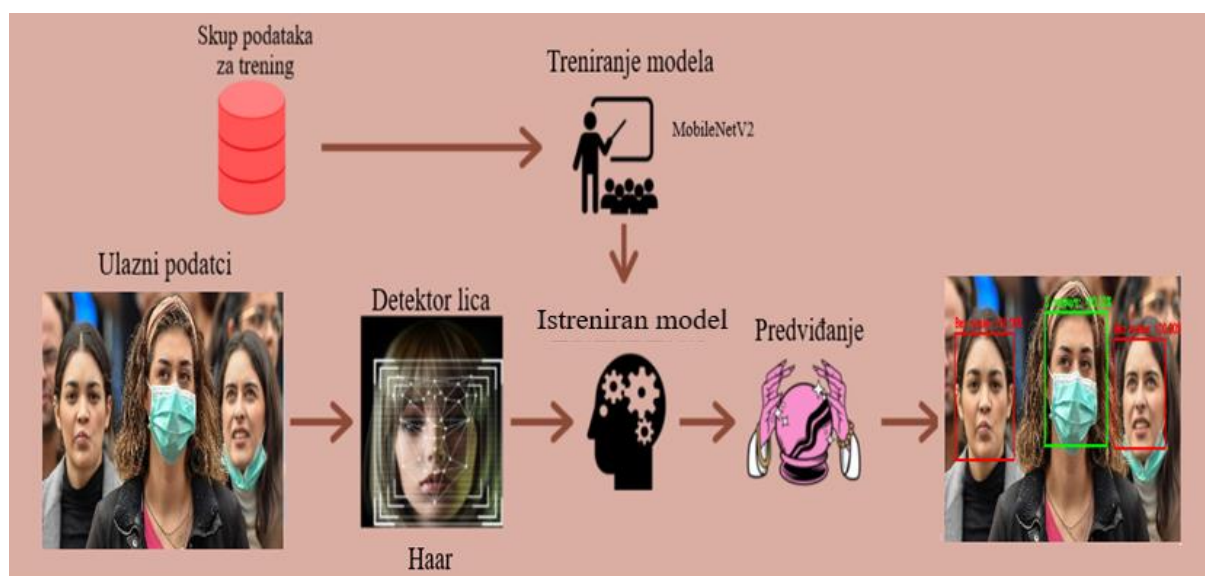 Skup podataka
za trening
Treniranje modela
MobileNetV2
Ulazni podatci
Detektor lica
Istreniran model
Predviđanje
Haar